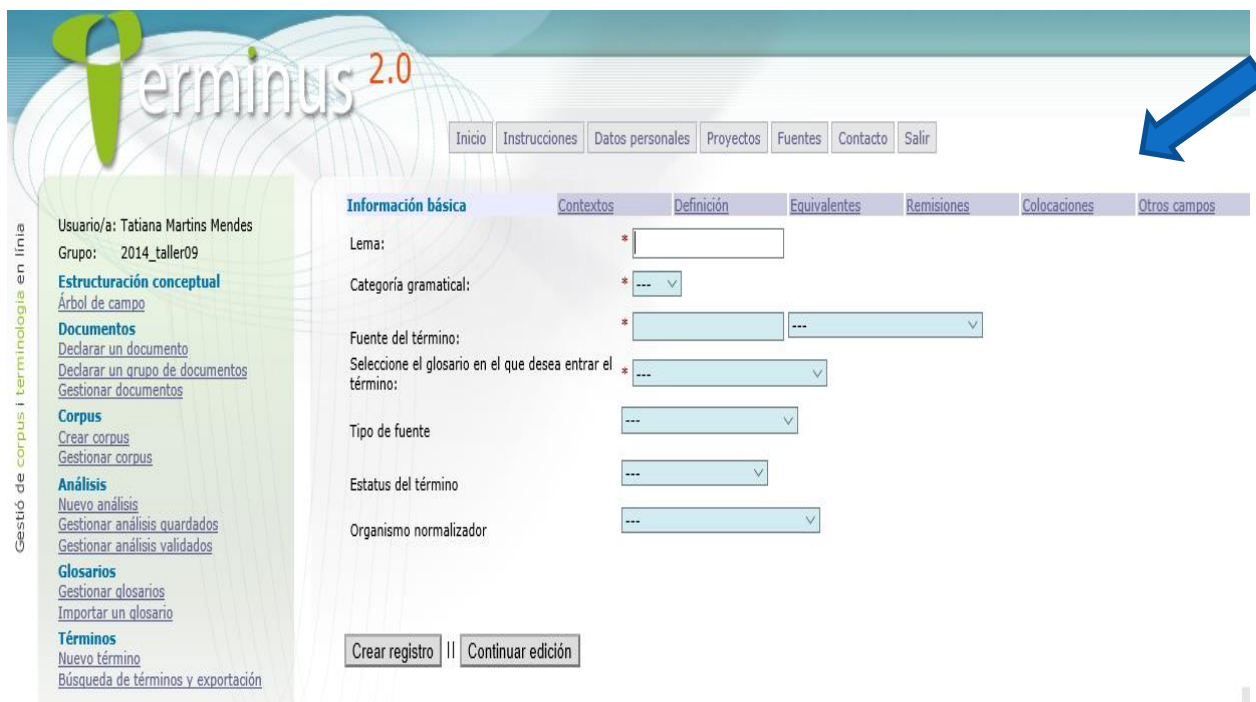 Terminus 2.0
Inicio Instrucciones Datos personales Proyectos Fuentes Contacto Salir
Gestió de corpus i terminologia en línia
Usuario/a: Tatiana Martins Mendes
Grupo: 2014_taller09
Estructuración conceptual
Árbol de campo
Documentos
Declarar un documento
Declarar un grupo de documentos
Gestionar documentos
Corpus
Crear corpus
Gestionar corpus
Análisis
Nuevo análisis
Gestionar análisis guardados
Gestionar análisis validados
Glosarios
Gestionar glosarios
Importar un glosario
Términos
Nuevo término
Búsqueda de términos y exportación
Información básica Contextos Definición Equivalentes Remisiones Colocaciones Otros campos
Lema: *
Categoría gramatical: * ---
Fuente del término: * ---
Seleccione el glosario en el que desea entrar el
término: * ---
Tipo de fuente ---
Estatus del término ---
Organismo normalizador ---
Crear registro || Continuar edición